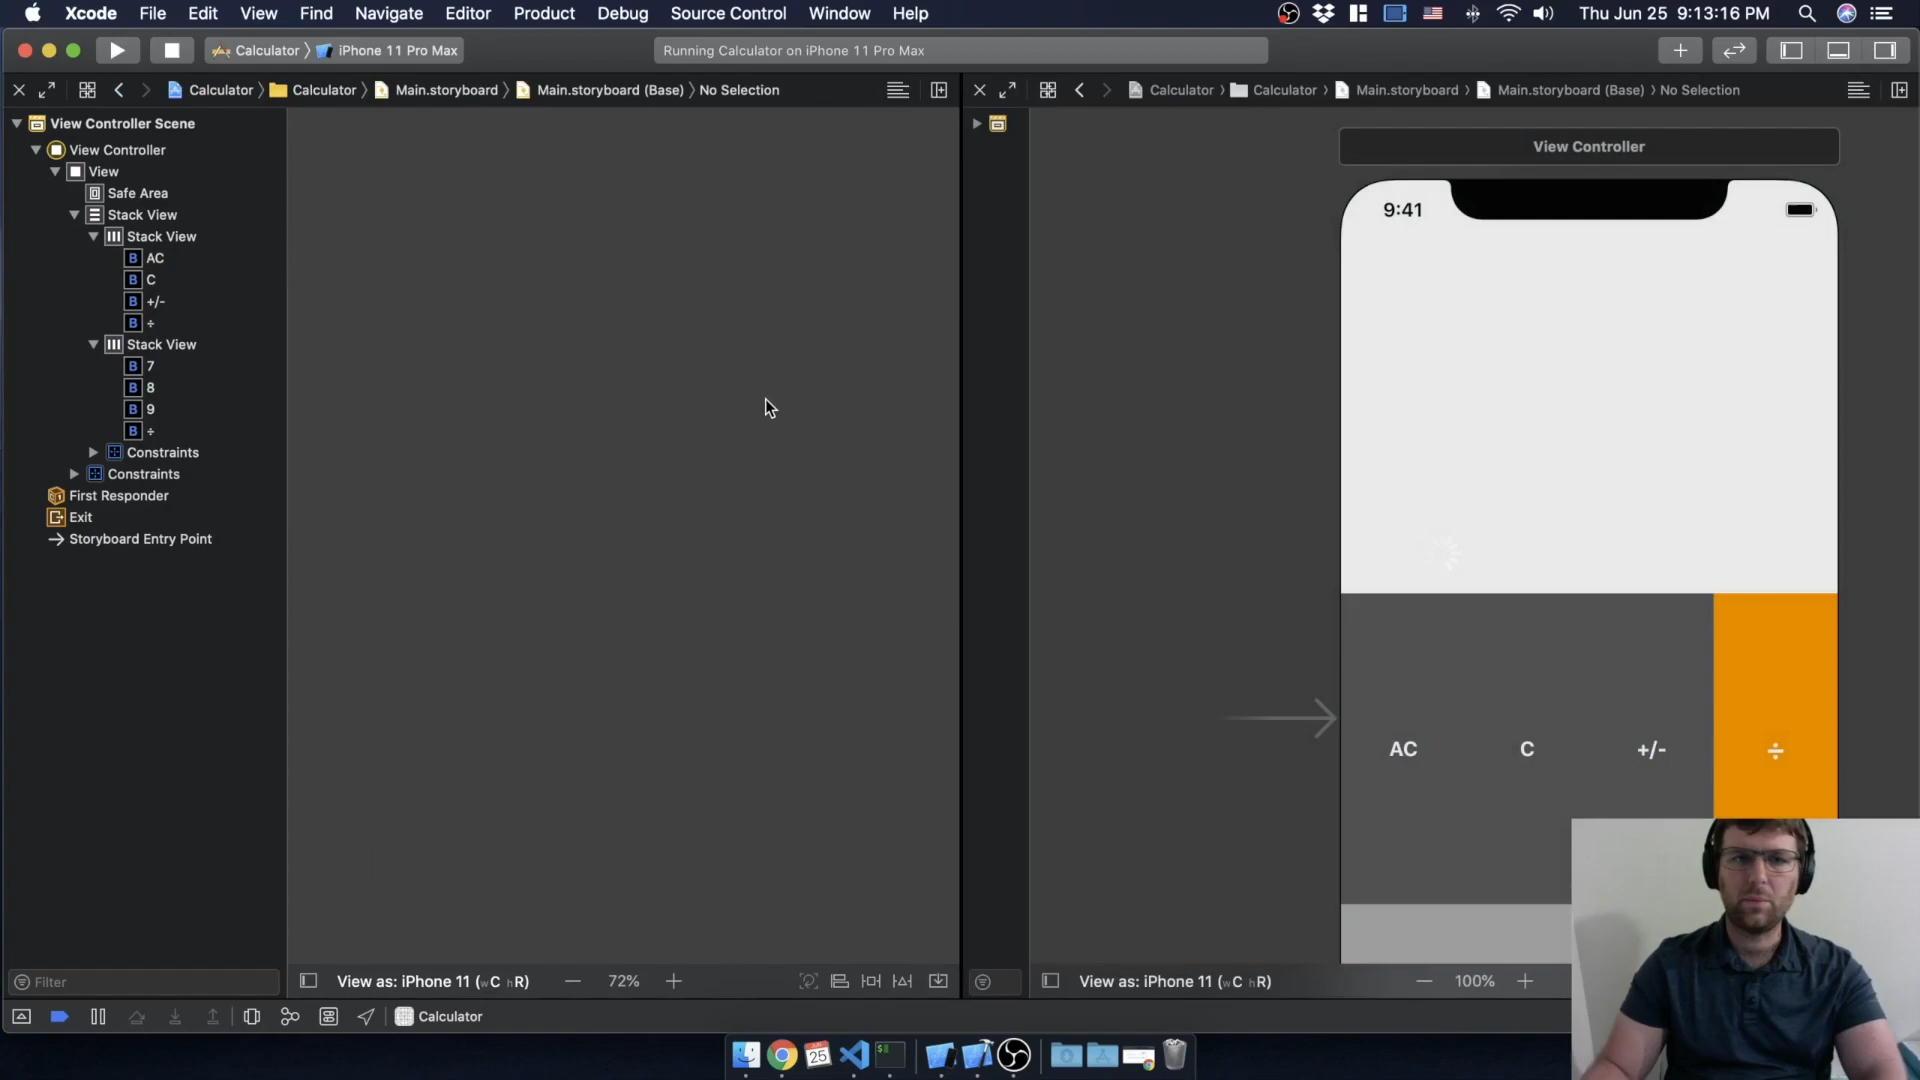 Xcode File Edit View Find Navigate Editor Product Debug Source Control Window Help Thu Jun 25 9:13:16 PM
Calculator iPhone 11 Pro Max Running Calculator on iPhone 11 Pro Max
Calculator Calculator Main.storyboard Main.storyboard (Base) No Selection
Calculator Calculator Main.storyboard Main.storyboard (Base) No Selection
View Controller Scene
View Controller
View
Safe Area
Stack View
Stack View
B AC
B C
B +/-
B ÷
Stack View
B 7
B 8
B 9
B ÷
Constraints
Constraints
First Responder
Exit
Storyboard Entry Point
View Controller
9:41
AC C +/- ÷
Filter
View as: iPhone 11 (wC hR) 72%
View as: iPhone 11 (wC hR) 100%
Calculator
25